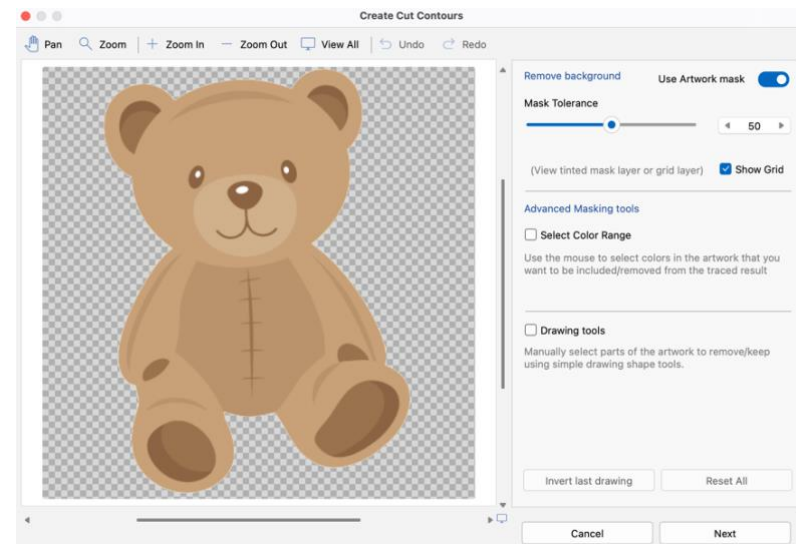 Create Cut Contours
Pan Zoom Zoom In Zoom Out View All Undo Redo
Remove background Use Artwork mask
Mask Tolerance
50
(View tinted mask layer or grid layer) Show Grid
Advanced Masking tools
Select Color Range
Use the mouse to select colors in the artwork that you
want to be included/removed from the traced result
Drawing tools
Manually select parts of the artwork to remove/keep
using simple drawing shape tools.
Invert last drawing Reset All
Cancel Next